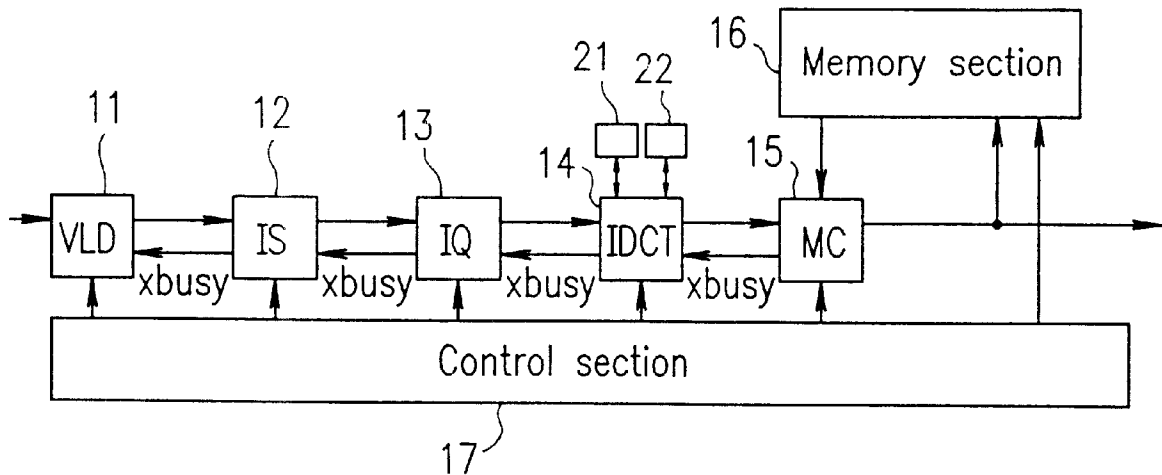 16
Memory section
21
22
11
12
13
14
15
VLD
IS
IQ
IDCT
MC
xbusy
xbusy
xbusy
xbusy
Control section
17